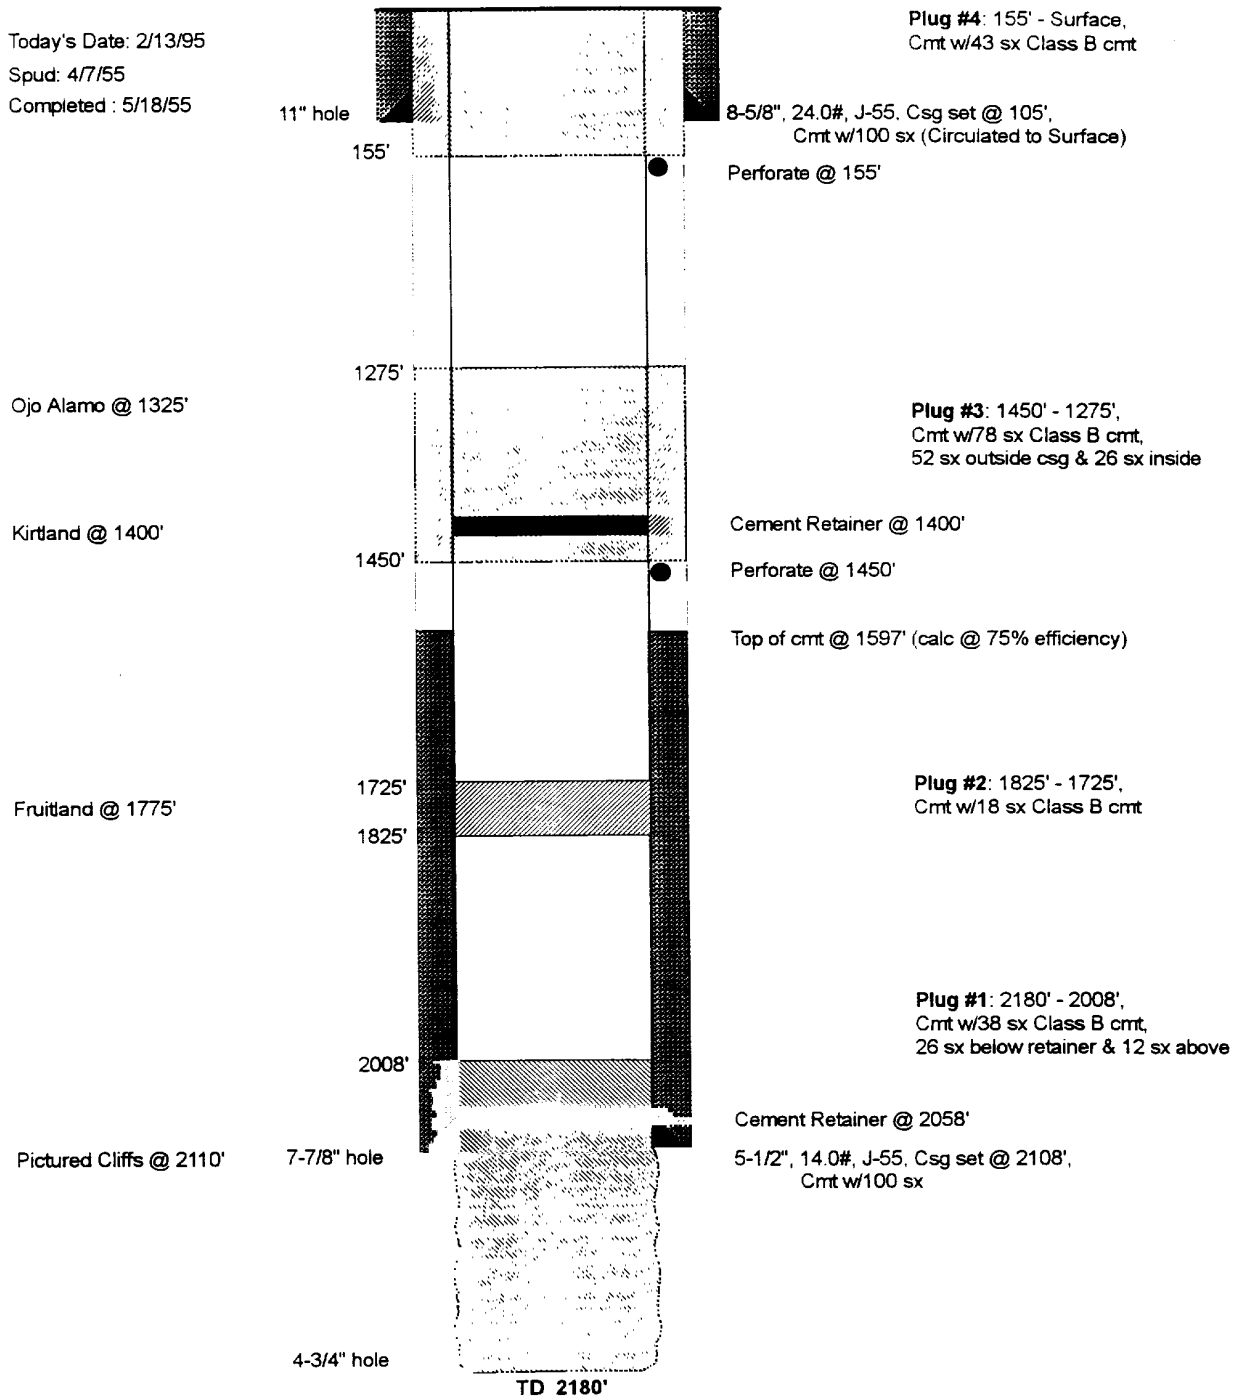 Plug #4: 155' - Surface,
Cmt w/43 sx Class B cmt
Today's Date: 2/13/95
Spud: 4/7/55
Completed : 5/18/55
11" hole
8-5/8", 24.0#, J-55, Csg set @ 105',
Cmt w/100 sx (Circulated to Surface)
155'
Perforate @ 155'
1275'
Ojo Alamo @ 1325'
Plug #3: 1450' - 1275',
Cmt w/78 sx Class B cmt,
52 sx outside csg & 26 sx inside
Kirtland @ 1400'
Cement Retainer @ 1400'
1450'
Perforate @ 1450'
Top of cmt @ 1597' (calc @ 75% efficiency)
1725'
Plug #2: 1825' - 1725',
Cmt w/18 sx Class B cmt
Fruitland @ 1775'
1825'
Plug #1: 2180' - 2008',
Cmt w/38 sx Class B cmt,
26 sx below retainer & 12 sx above
2008'
Cement Retainer @ 2058'
Pictured Cliffs @ 2110'
7-7/8" hole
5-1/2", 14.0#, J-55, Csg set @ 2108',
Cmt w/100 sx
4-3/4" hole
TD 2180'